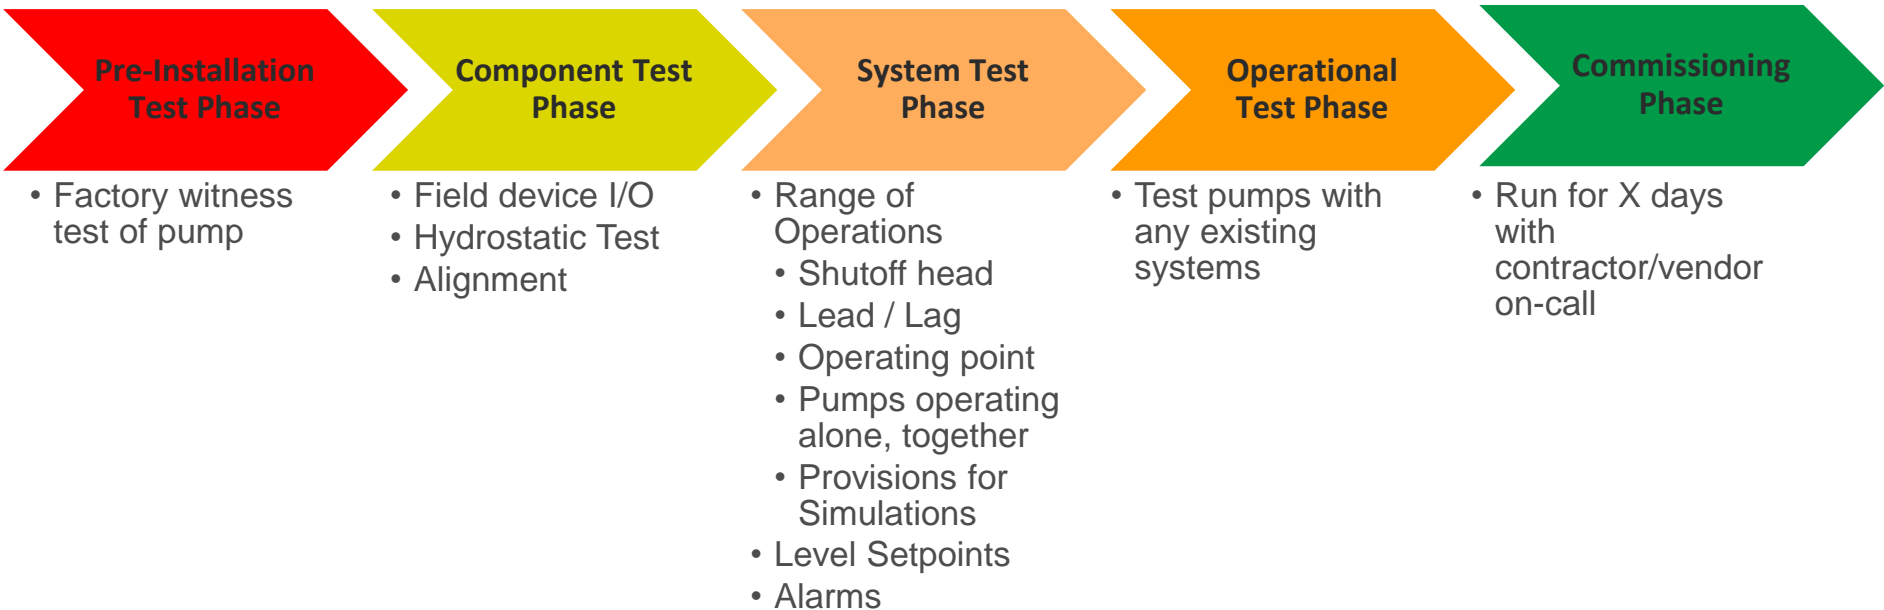 Pre-Installation
Test Phase
• Factory witness
test of pump
Component Test
Phase
• Field device I/O
• Hydrostatic Test
• Alignment
System Test
Phase
• Range of
Operations
• Shutoff head
• Lead / Lag
• Operating point
• Pumps operating
alone, together
• Provisions for
Simulations
• Level Setpoints
• Alarms
Operational
Test Phase
• Test pumps with
any existing
systems
Commissioning
Phase
• Run for X days
with
contractor/vendor
on-call